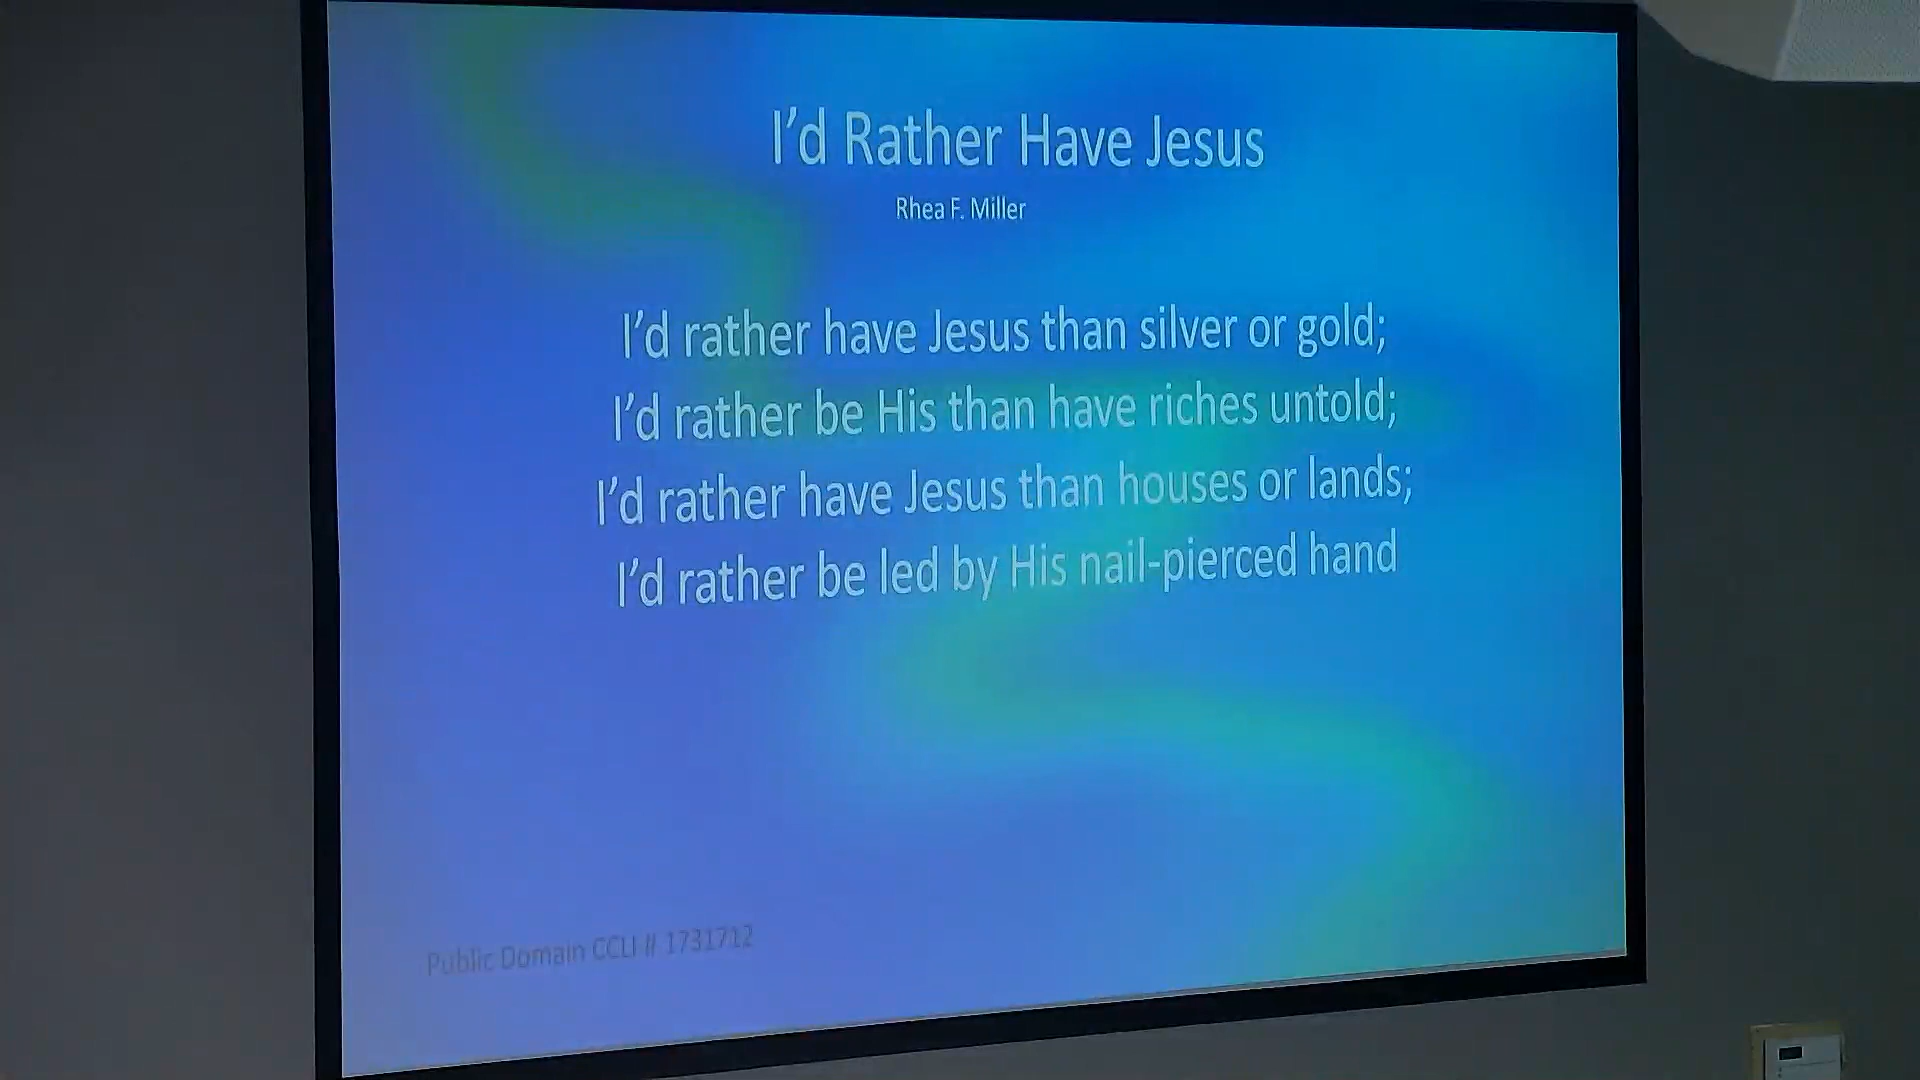 I’d Rather Have Jesus
Rhea F. Miller
I’d rather have Jesus than silver or gold;
I’d rather be His than have riches untold;
I’d rather have Jesus than houses or lands;
I’d rather be led by His nail-pierced hand
Public Domain CCLI # 1731712